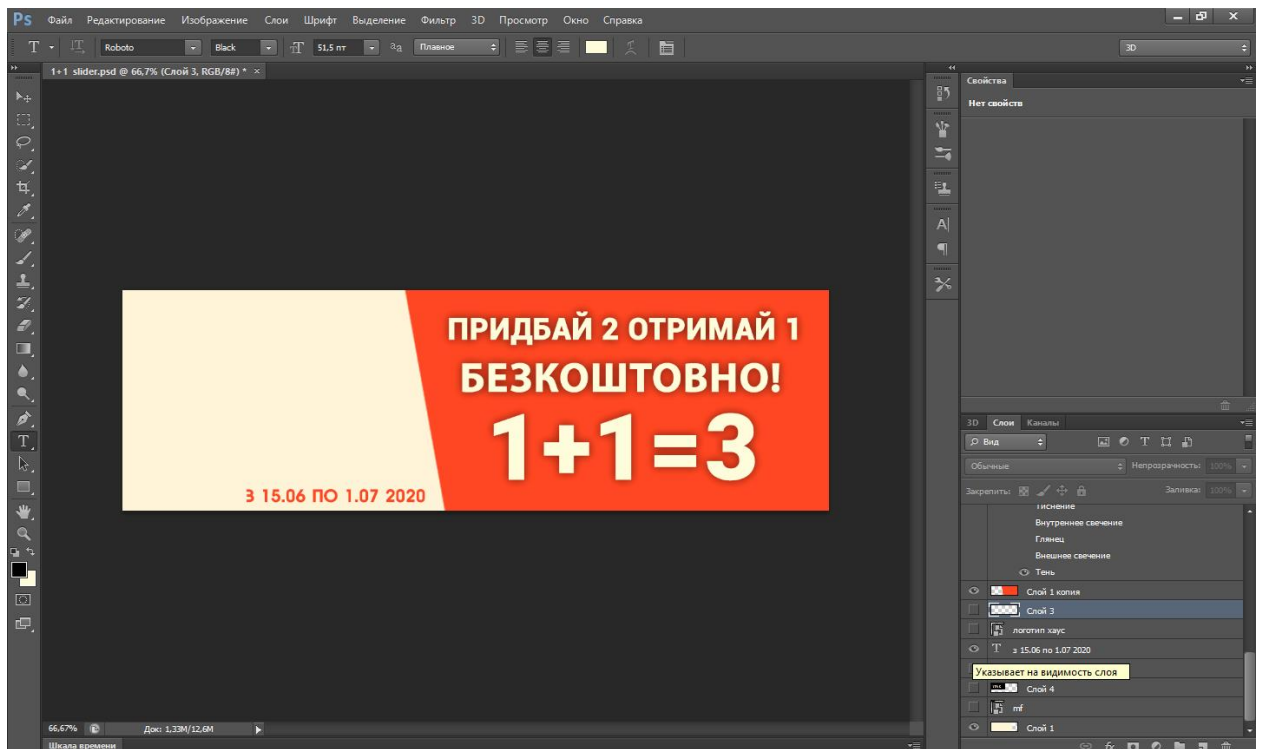 Ps Файл Редактирование Изображение Слои Шрифт Выделение Фильтр 3D Просмотр Окно Справка
T Roboto Black 51,5 пт aa Плавное 3D
1+1 slider.psd @ 66,7% (Слой 3, RGB/8#) * ×
Свойства
Нет свойств
ПРИДБАЙ 2 ОТРИМАЙ 1
БЕЗКОШТОВНО!
1+1=3
З 15.06 ПО 1.07 2020
3D Слои Каналы
Вид
Обычные Непрозрачность: 100%
Закрепить: Заливка: 100%
Тиснение
Внутреннее свечение
Глянец
Внешнее свечение
Тень
Слой 1 копия
Слой 3
логотип хаус
T з 15.06 по 1.07 2020
Указывает на видимость слоя
Слой 4
mf
Слой 1
66,67% Док: 1,33M/12,6M
Шкала времени